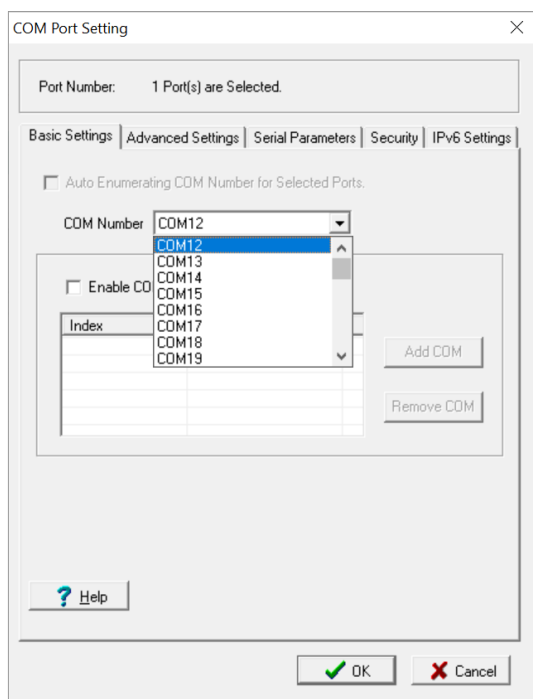 COM Port Setting
Port Number: 1 Port(s) are Selected.
Basic Settings Advanced Settings Serial Parameters Security IPv6 Settings
Auto Enumerating COM Number for Selected Ports.
COM Number COM12
COM12
COM13
COM14
COM15
COM16
COM17
COM18
COM19
Enable CO
Index
Add COM
Remove COM
? Help
OK Cancel